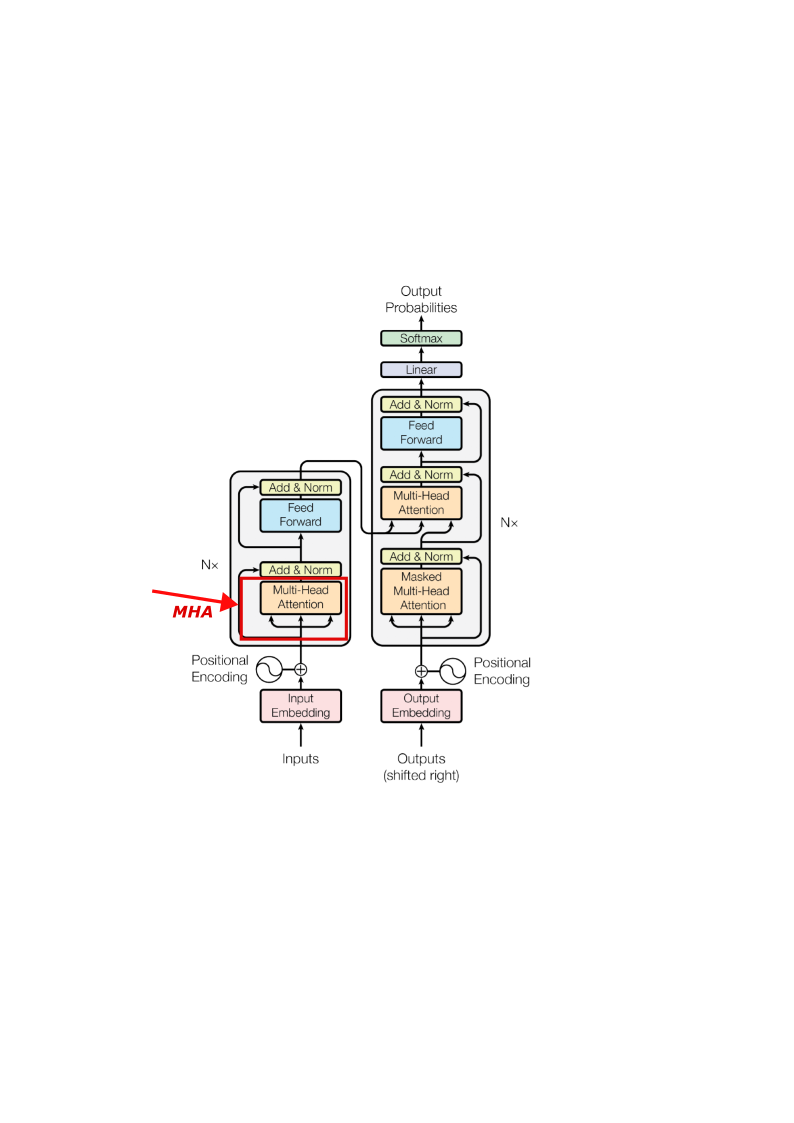 Output
Probabilities
Softmax
Linear
Add & Norm
Feed
Forward
Add & Norm
Multi-Head
Attention
N×
Add & Norm
Masked
Multi-Head
Attention
Add & Norm
Feed
Forward
N×
Add & Norm
Multi-Head
Attention
MHA
Positional
Encoding
Positional
Encoding
Input
Embedding
Output
Embedding
Inputs
Outputs
(shifted right)